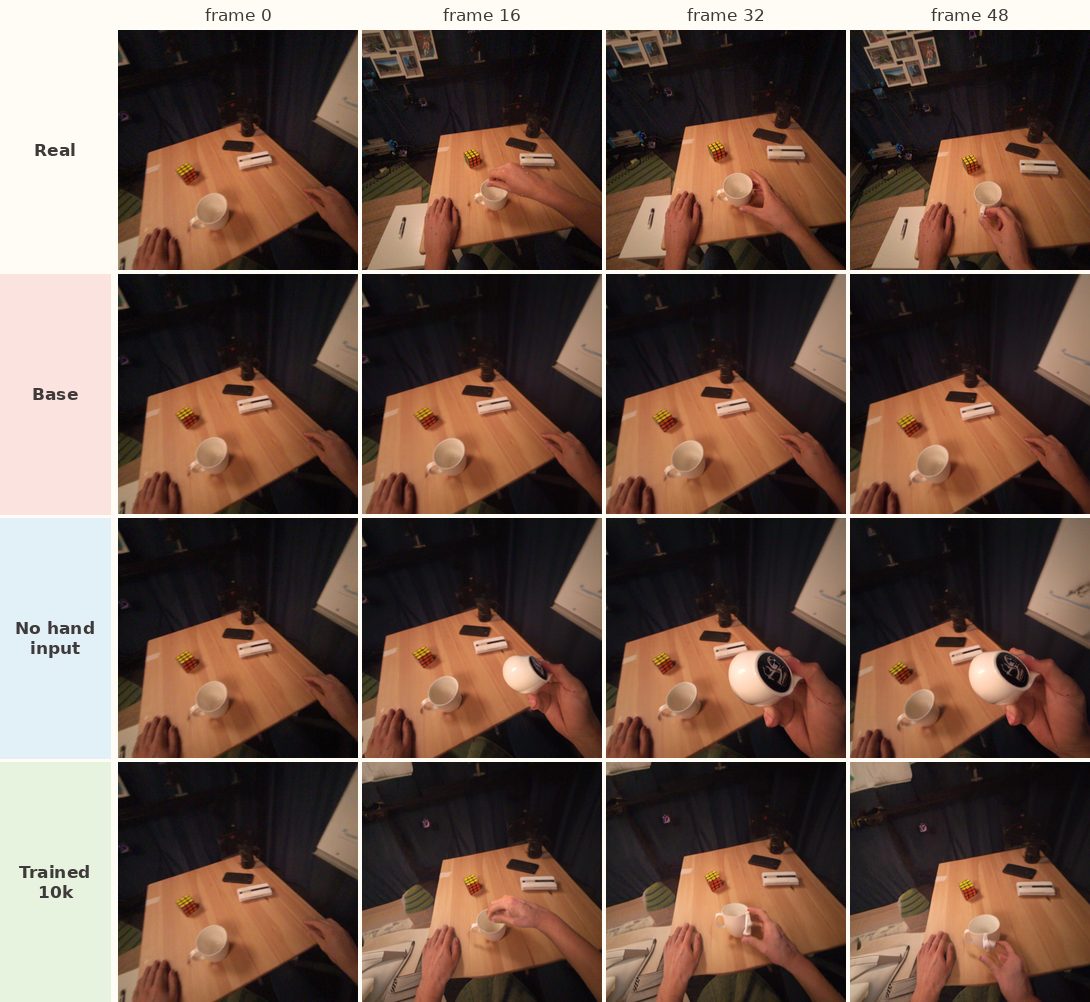 frame 0
frame 16
frame 32
frame 48
Real
Base
No hand
input
Trained
10k